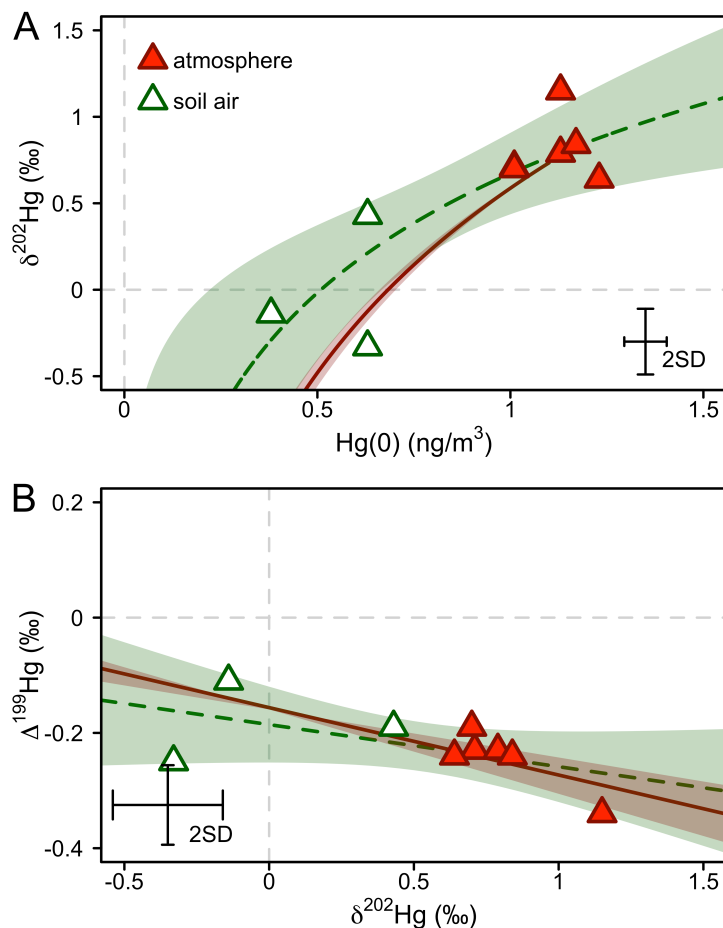 A
1.5
1
0.5
0
-0.5
δ²⁰²Hg (‰)
atmosphere
soil air
2SD
0
0.5
1
1.5
Hg(0) (ng/m³)
B
0.2
0
-0.2
-0.4
Δ¹⁹⁹Hg (‰)
2SD
-0.5
0
0.5
1
1.5
δ²⁰²Hg (‰)